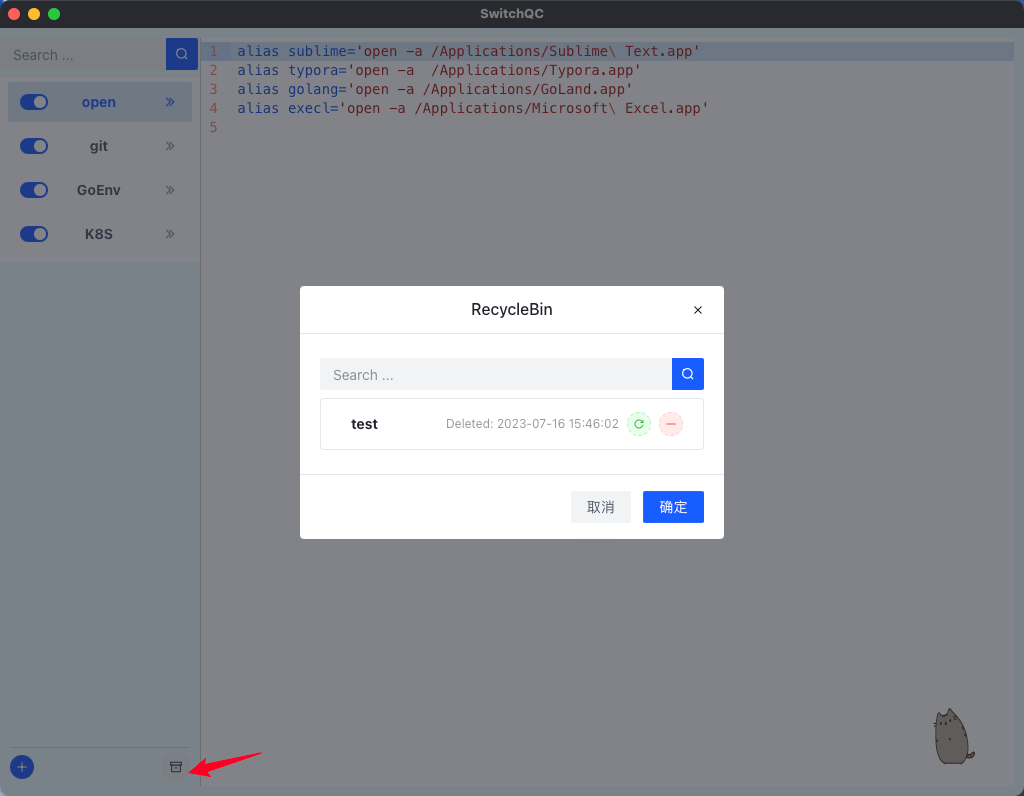 SwitchQC
Search ...
open
git
GoEnv
K8S
1 alias sublime='open -a /Applications/Sublime\ Text.app'
2 alias typora='open -a  /Applications/Typora.app'
3 alias golang='open -a /Applications/GoLand.app'
4 alias execl='open -a /Applications/Microsoft\ Excel.app'
5
RecycleBin
Search ...
test Deleted: 2023-07-16 15:46:02
取消 确定